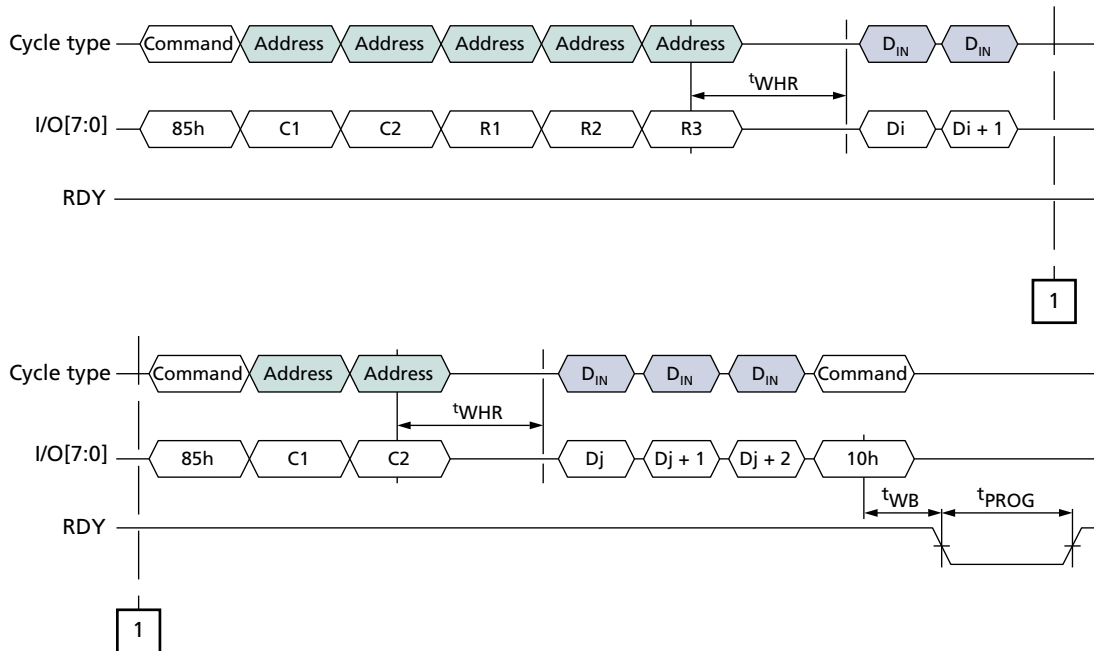 Cycle type Command Address Address Address Address Address DIN DIN
tWHR
I/O[7:0] 85h C1 C2 R1 R2 R3 Di Di + 1
RDY
1
Cycle type Command Address Address DIN DIN DIN Command
tWHR
I/O[7:0] 85h C1 C2 Dj Dj + 1 Dj + 2 10h
tWB tPROG
RDY
1